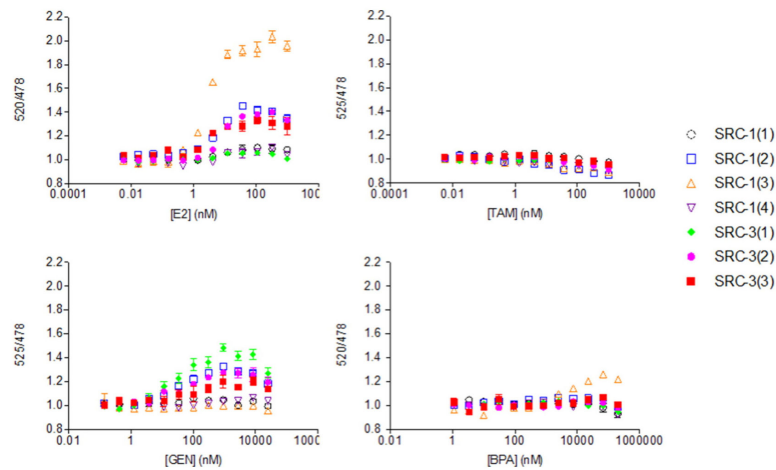 2.2
2.0
1.8
1.6
1.4
1.2
1.0
0.8
520/478
0.0001 0.01 1 100
[E2] (nM)
2.2
2.0
1.8
1.6
1.4
1.2
1.0
0.8
525/478
0.0001 0.01 1 100 10000
[TAM] (nM)
SRC-1(1)
SRC-1(2)
SRC-1(3)
SRC-1(4)
SRC-3(1)
SRC-3(2)
SRC-3(3)
2.2
2.0
1.8
1.6
1.4
1.2
1.0
0.8
525/478
0.01 1 100 10000
[GEN] (nM)
2.2
2.0
1.8
1.6
1.4
1.2
1.0
0.8
520/478
0.01 1 100 10000 1000000
[BPA] (nM)